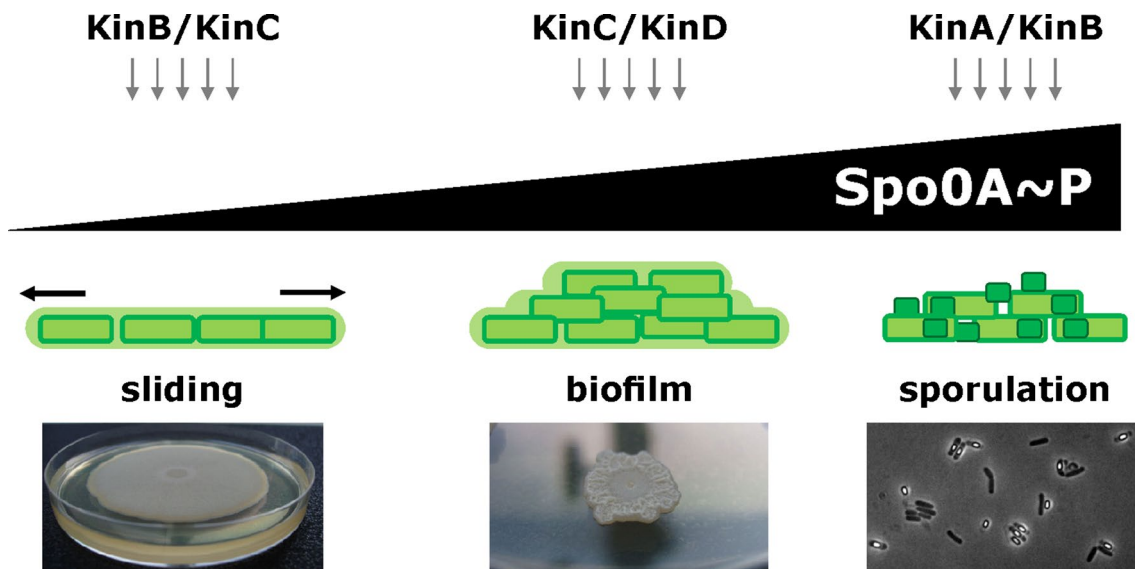 KinB/KinC
KinC/KinD
KinA/KinB
Spo0A~P
sliding
biofilm
sporulation